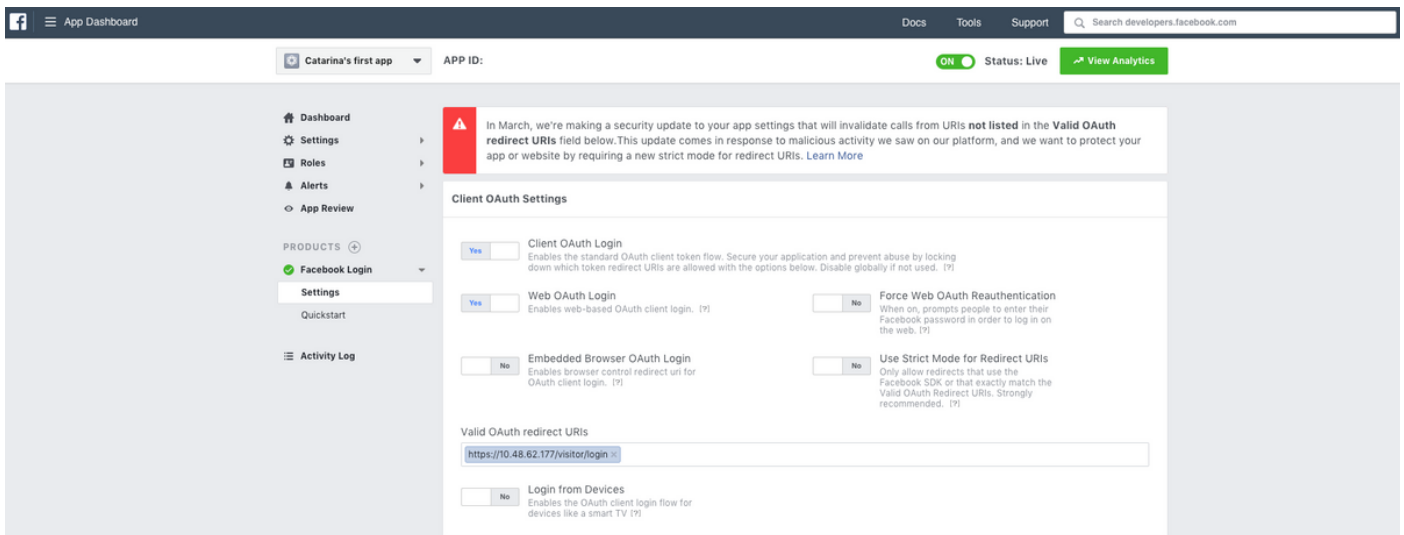 f
App Dashboard
Docs
Tools
Support
Search developers.facebook.com
Catarina's first app
APP ID:
ON
Status: Live
View Analytics
Dashboard
Settings
Roles
Alerts
App Review
PRODUCTS
Facebook Login
Settings
Quickstart
Activity Log
In March, we're making a security update to your app settings that will invalidate calls from URIs not listed in the Valid OAuth
redirect URIs field below.This update comes in response to malicious activity we saw on our platform, and we want to protect your
app or website by requiring a new strict mode for redirect URIs. Learn More
Client OAuth Settings
Yes
Client OAuth Login
Enables the standard OAuth client token flow. Secure your application and prevent abuse by locking
down which token redirect URIs are allowed with the options below. Disable globally if not used. [?]
Yes
Web OAuth Login
Enables web-based OAuth client login. [?]
No
Force Web OAuth Reauthentication
When on, prompts people to enter their
Facebook password in order to log in on
the web. [?]
No
Embedded Browser OAuth Login
Enables browser control redirect uri for
OAuth client login. [?]
No
Use Strict Mode for Redirect URIs
Only allow redirects that use the
Facebook SDK or that exactly match the
Valid OAuth Redirect URIs. Strongly
recommended. [?]
Valid OAuth redirect URIs
https://10.48.62.177/visitor/login ×
No
Login from Devices
Enables the OAuth client login flow for
devices like a smart TV [?]